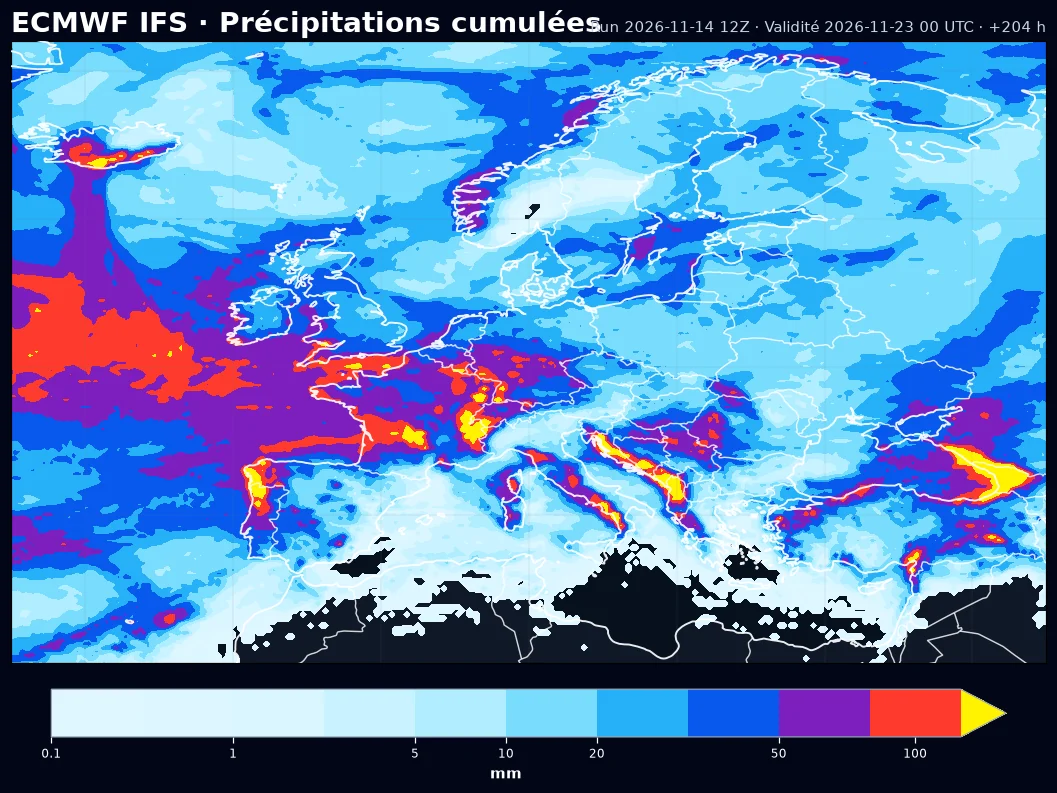 ECMWF IFS · Précipitations cumulées
Run 2026-11-14 12Z · Validité 2026-11-23 00 UTC · +204 h
0.1 1 5 10 20 50 100
mm